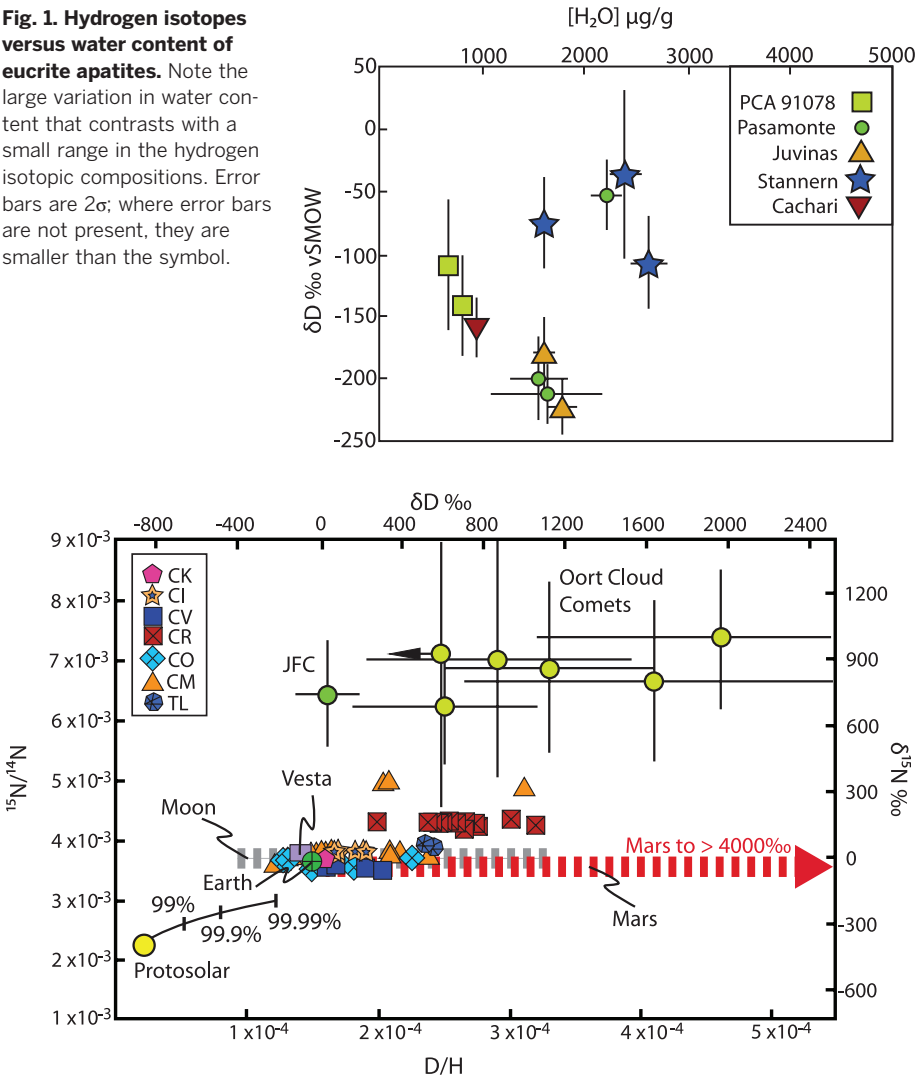 Fig. 1. Hydrogen isotopes
versus water content of
eucrite apatites. Note the
large variation in water con-
tent that contrasts with a
small range in the hydrogen
isotopic compositions. Error
bars are 2σ; where error bars
are not present, they are
smaller than the symbol.
[H₂O] µg/g
1000 2000 3000 4000 5000
50
0
-50
-100
-150
-200
-250
δD ‰ vSMOW
PCA 91078
Pasamonte
Juvinas
Stannern
Cachari
δD ‰
-800 -400 0 400 800 1200 1600 2000 2400
9 x10⁻³
8 x10⁻³
7 x10⁻³
6 x10⁻³
5 x10⁻³
4 x10⁻³
3 x10⁻³
2 x10⁻³
1 x10⁻³
¹⁵N/¹⁴N
CK
CI
CV
CR
CO
CM
TL
JFC
Oort Cloud
Comets
Vesta
Moon
Earth
Mars to > 4000‰
Mars
99%
99.9%
99.99%
Protosolar
1200
900
600
300
0
-300
-600
δ¹⁵N ‰
1 x10⁻⁴ 2 x10⁻⁴ 3 x10⁻⁴ 4 x10⁻⁴ 5 x10⁻⁴
D/H